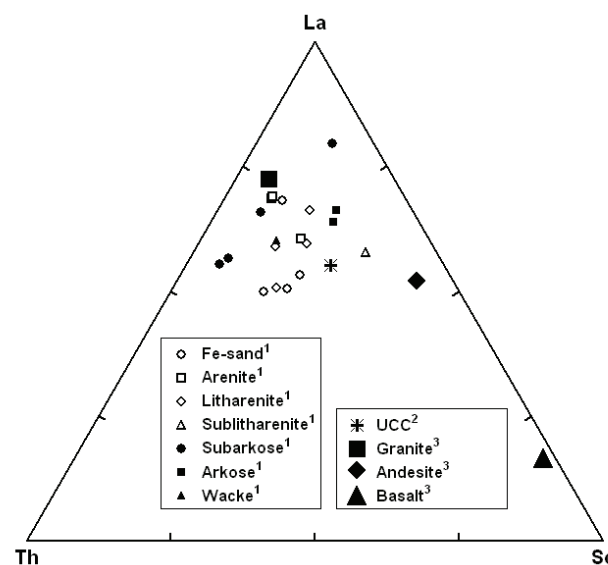 La
Fe-sand¹
Arenite¹
Litharenite¹
Sublitharenite¹
Subarkose¹
Arkose¹
Wacke¹
UCC²
Granite³
Andesite³
Basalt³
Th
Sc